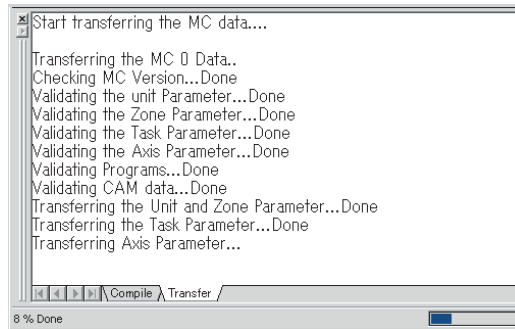 Start transferring the MC data....
Transferring the MC 0 Data..
Checking MC Version...Done
Validating the unit Parameter...Done
Validating the Zone Parameter...Done
Validating the Task Parameter...Done
Validating the Axis Parameter...Done
Validating Programs...Done
Validating CAM data...Done
Transferring the Unit and Zone Parameter...Done
Transferring the Task Parameter...Done
Transferring Axis Parameter...
Compile Transfer
8 % Done